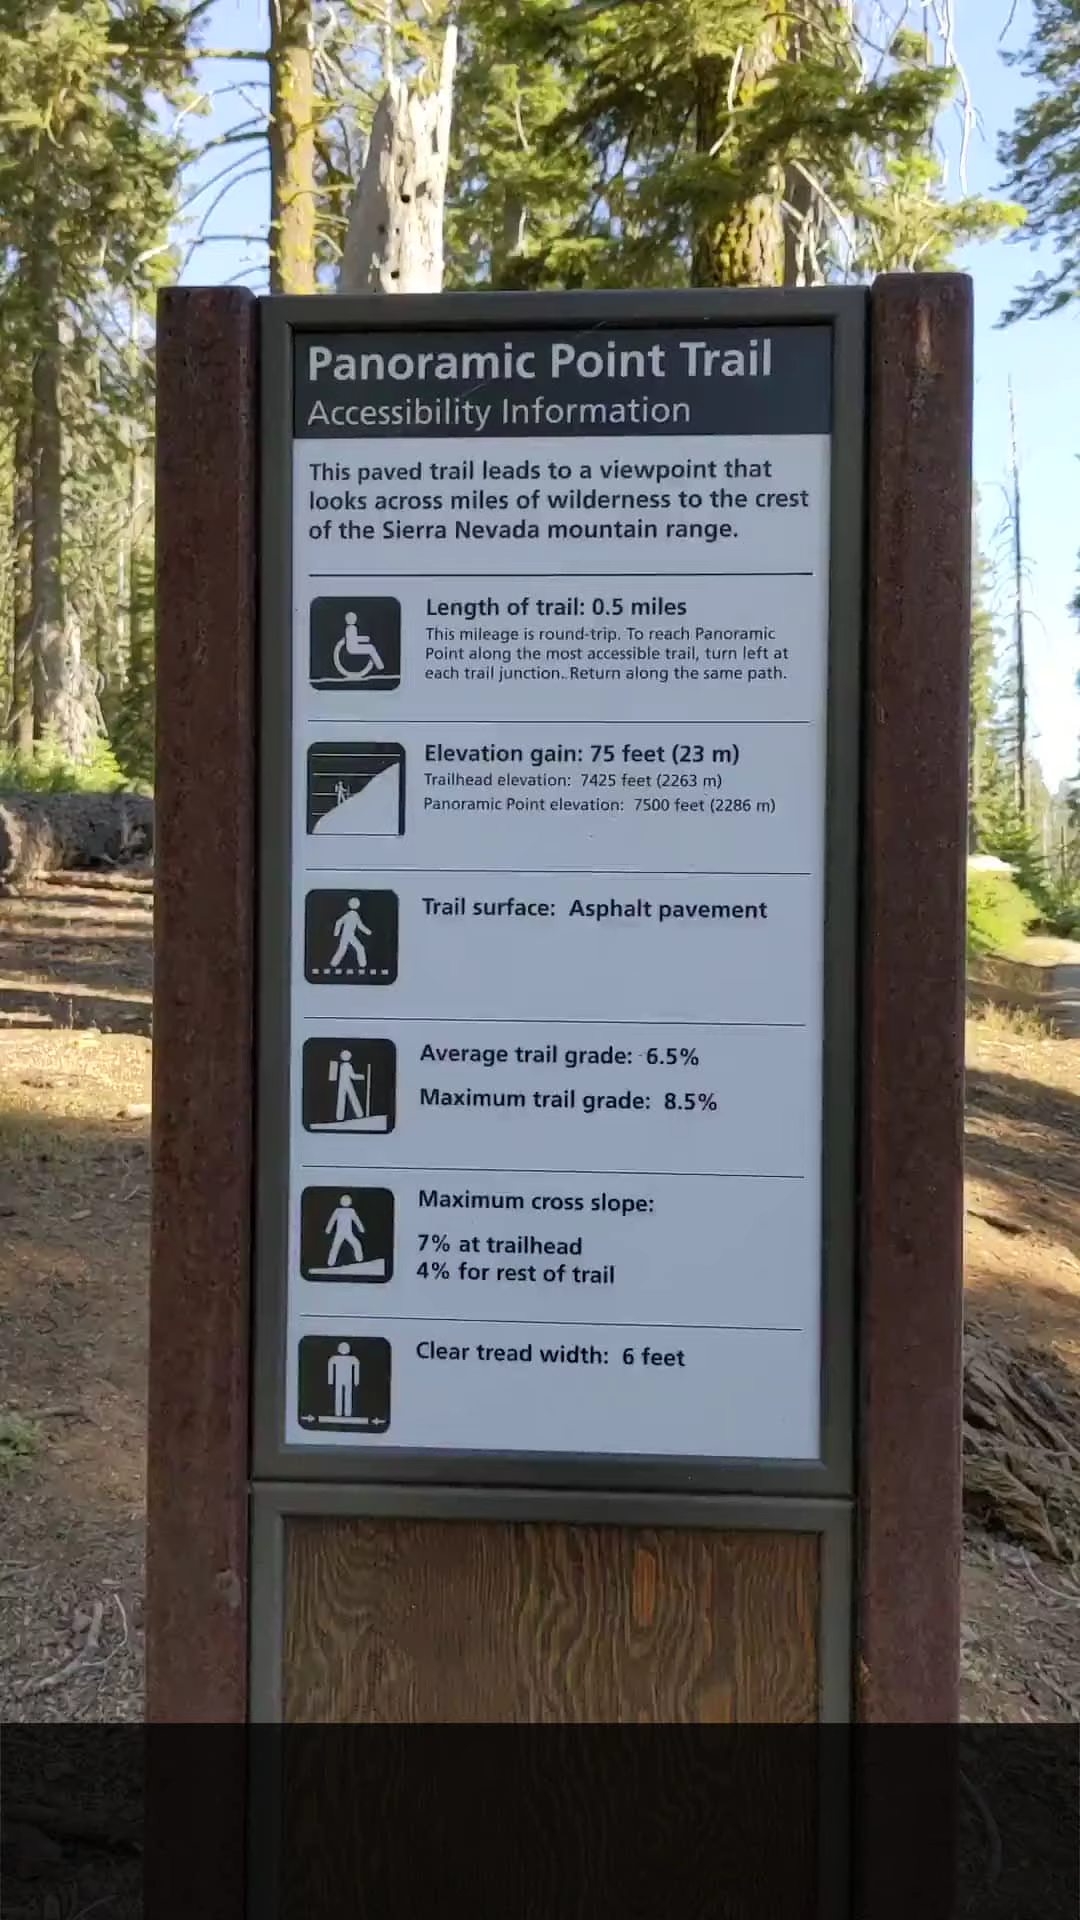 Panoramic Point Trail
Accessibility Information
This paved trail leads to a viewpoint that
looks across miles of wilderness to the crest
of the Sierra Nevada mountain range.
Length of trail: 0.5 miles
This mileage is round-trip. To reach Panoramic
Point along the most accessible trail, turn left at
each trail junction. Return along the same path.
Elevation gain: 75 feet (23 m)
Trailhead elevation: 7425 feet (2263 m)
Panoramic Point elevation: 7500 feet (2286 m)
Trail surface: Asphalt pavement
Average trail grade: 6.5%
Maximum trail grade: 8.5%
Maximum cross slope:
7% at trailhead
4% for rest of trail
Clear tread width: 6 feet